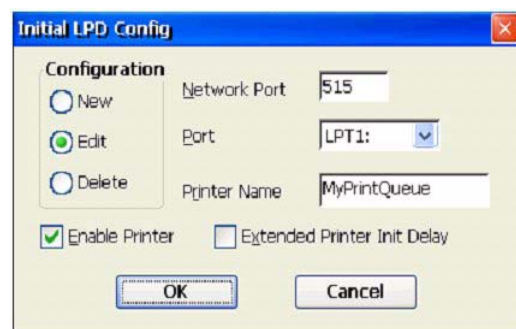 Initial LPD Config
Configuration
New
Edit
Delete
Network Port 515
Port LPT1:
Printer Name MyPrintQueue
Enable Printer Extended Printer Init Delay
OK Cancel